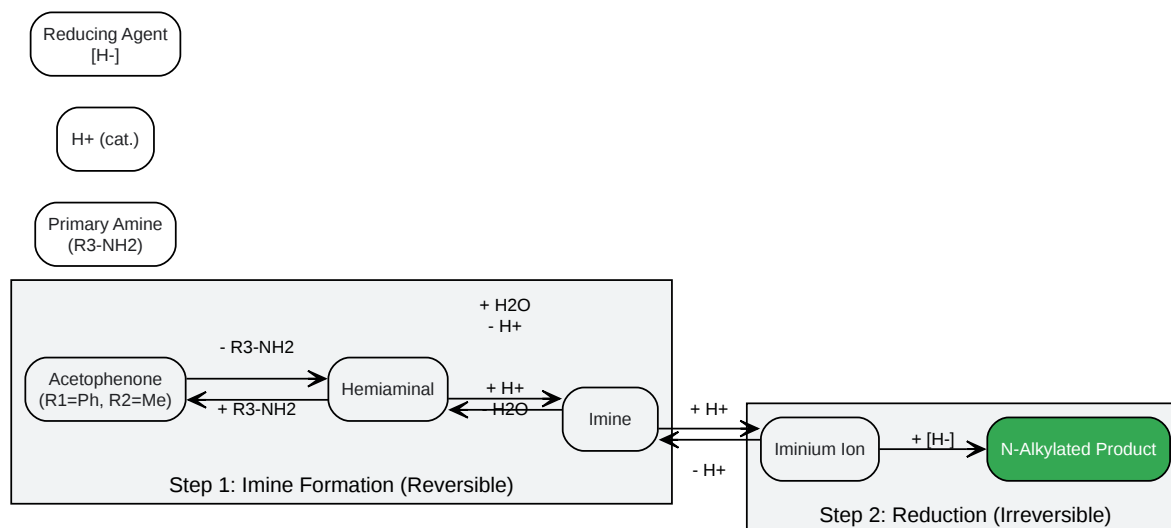 Reducing Agent
[H-]
H+ (cat.)
Primary Amine
(R3-NH2)
+ H2O
- H+
- R3-NH2
Acetophenone
(R1=Ph, R2=Me)
+ R3-NH2
Hemiaminal
+ H+
- H2O
Imine
+ H+
- H+
Iminium Ion
+ [H-]
N-Alkylated Product
Step 1: Imine Formation (Reversible)
Step 2: Reduction (Irreversible)